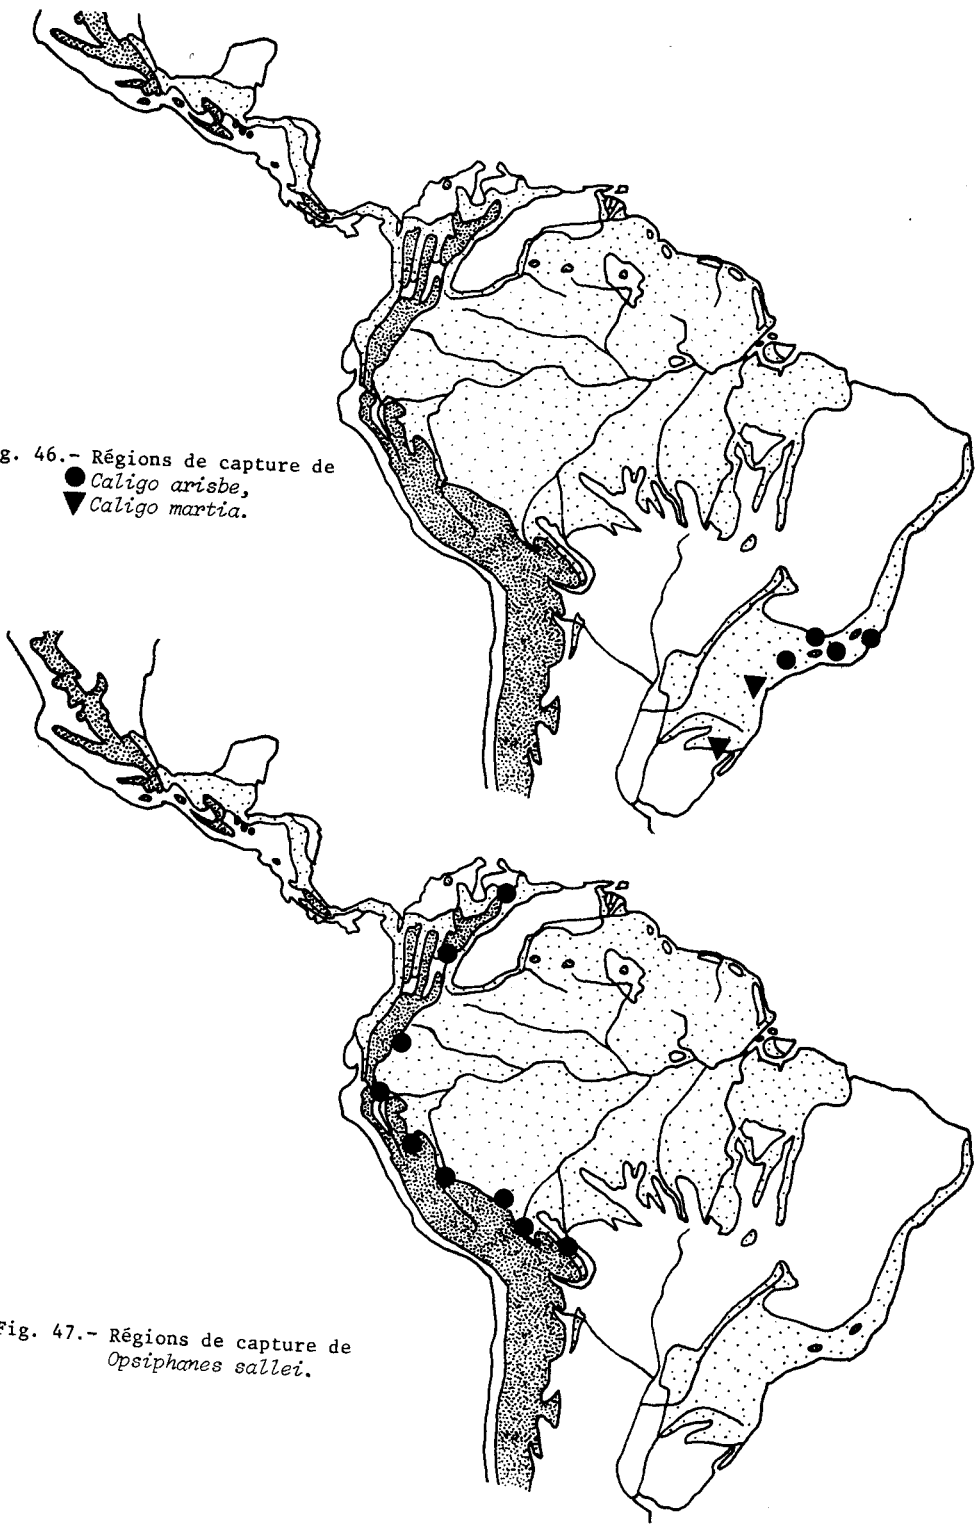 g. 46.- Régions de capture de
Caligo arisbe,
Caligo martia.
Fig. 47.- Régions de capture de
Opsiphanes sallei.